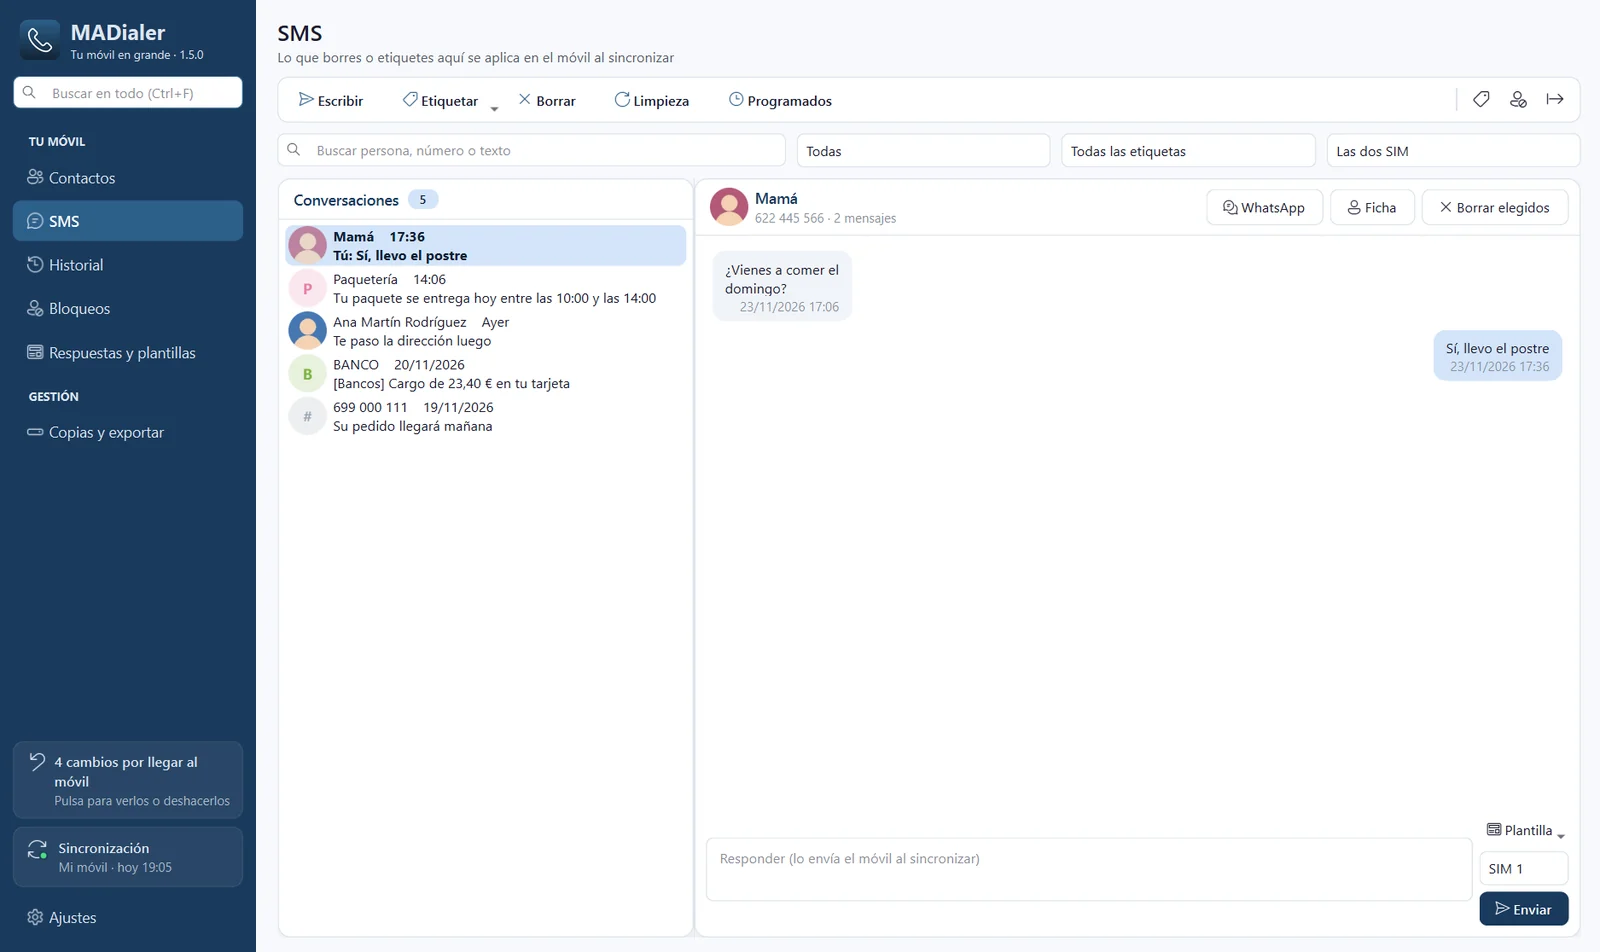 MADialer
Tu móvil en grande · 1.5.0
Buscar en todo (Ctrl+F)
TU MÓVIL
Contactos
SMS
Historial
Bloqueos
Respuestas y plantillas
GESTIÓN
Copias y exportar
4 cambios por llegar al
móvil
Pulsa para verlos o deshacerlos
Sincronización
Mi móvil · hoy 19:05
Ajustes
SMS
Lo que borres o etiquetes aquí se aplica en el móvil al sincronizar
Escribir
Etiquetar
Borrar
Limpieza
Programados
Buscar persona, número o texto
Todas
Todas las etiquetas
Las dos SIM
Conversaciones 5
Mamá 17:36
Tú: Sí, llevo el postre
P
Paquetería 14:06
Tu paquete se entrega hoy entre las 10:00 y las 14:00
Ana Martín Rodríguez Ayer
Te paso la dirección luego
B
BANCO 20/11/2026
[Bancos] Cargo de 23,40 € en tu tarjeta
#
699 000 111 19/11/2026
Su pedido llegará mañana
Mamá
622 445 566 · 2 mensajes
WhatsApp
Ficha
Borrar elegidos
¿Vienes a comer el
domingo?
23/11/2026 17:06
Sí, llevo el postre
23/11/2026 17:36
Plantilla
Responder (lo envía el móvil al sincronizar)
SIM 1
Enviar